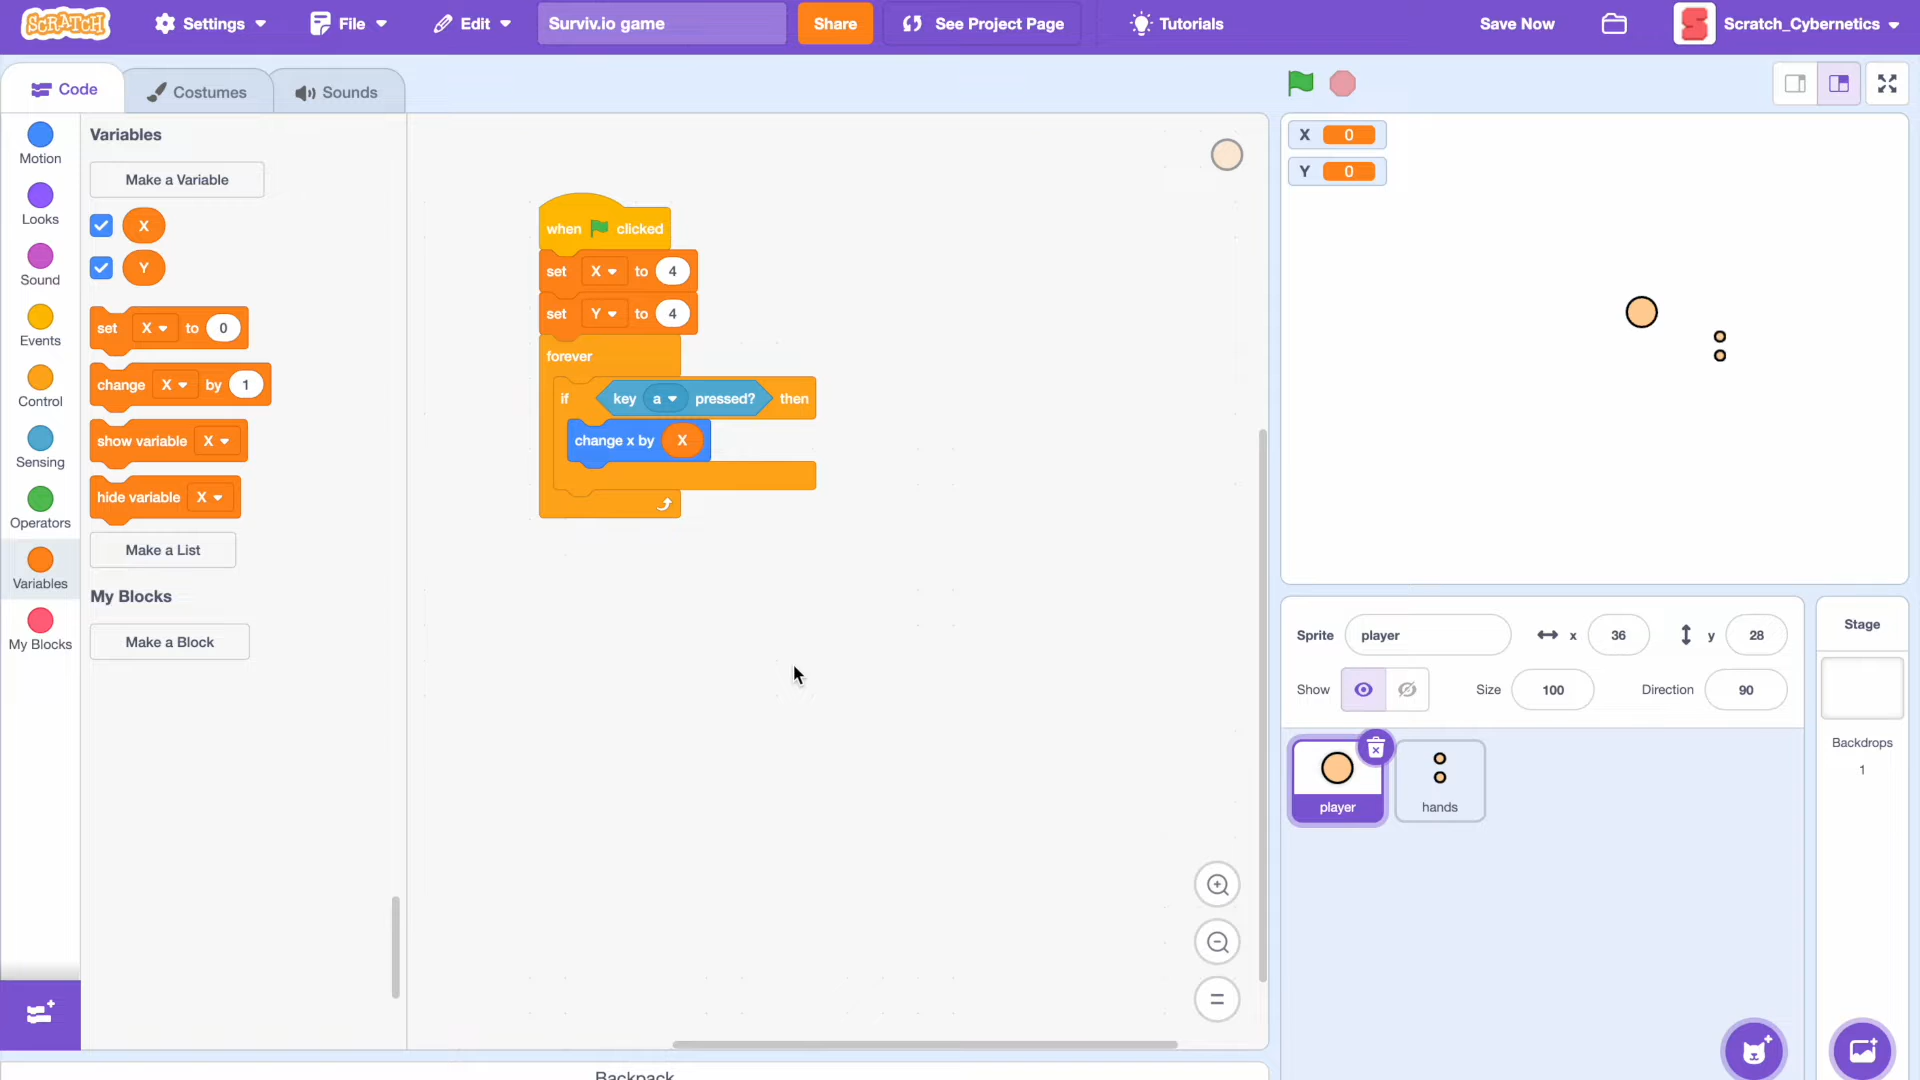 SCRATCH
Settings
File
Edit
Surviv.io game
Share
See Project Page
Tutorials
Save Now
Scratch_Cybernetics
Code
Costumes
Sounds
Motion
Looks
Sound
Events
Control
Sensing
Operators
Variables
My Blocks
Variables
Make a Variable
X
Y
set X to 0
change X by 1
show variable X
hide variable X
Make a List
My Blocks
Make a Block
when clicked
set X to 4
set Y to 4
forever
if key a pressed? then
change x by X
Backpack
X 0
Y 0
Sprite player x 36 y 28
Show Size 100 Direction 90
player
hands
Stage
Backdrops
1